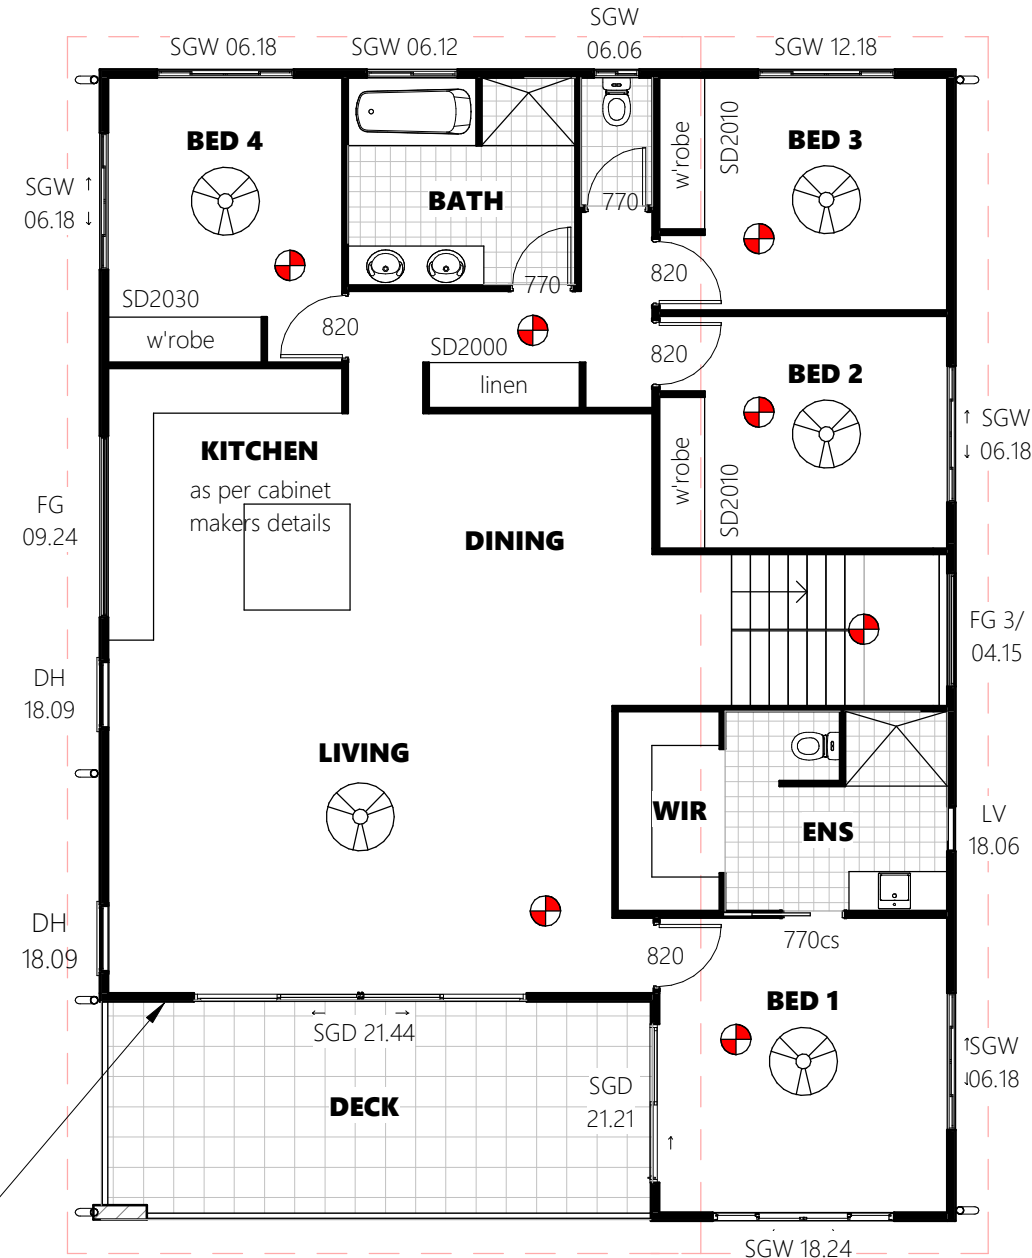 SGW
06.06
SGW 06.18
SGW 06.12
SGW 12.18
BED 4
BATH
BED 3
w'robe
SD2010
SGW ↑
06.18 ↓
770
770
820
SD2030
w'robe
820
SD2000
linen
820
BED 2
↑ SGW
↓ 06.18
w'robe
SD2010
KITCHEN
as per cabinet
makers details
FG
09.24
DINING
FG 3/
04.15
DH
18.09
LIVING
WIR
ENS
LV
18.06
DH
18.09
820
770cs
BED 1
← →
SGD 21.44
↑SGW
↓06.18
SGD
21.21
↑
DECK
SGW 18.24